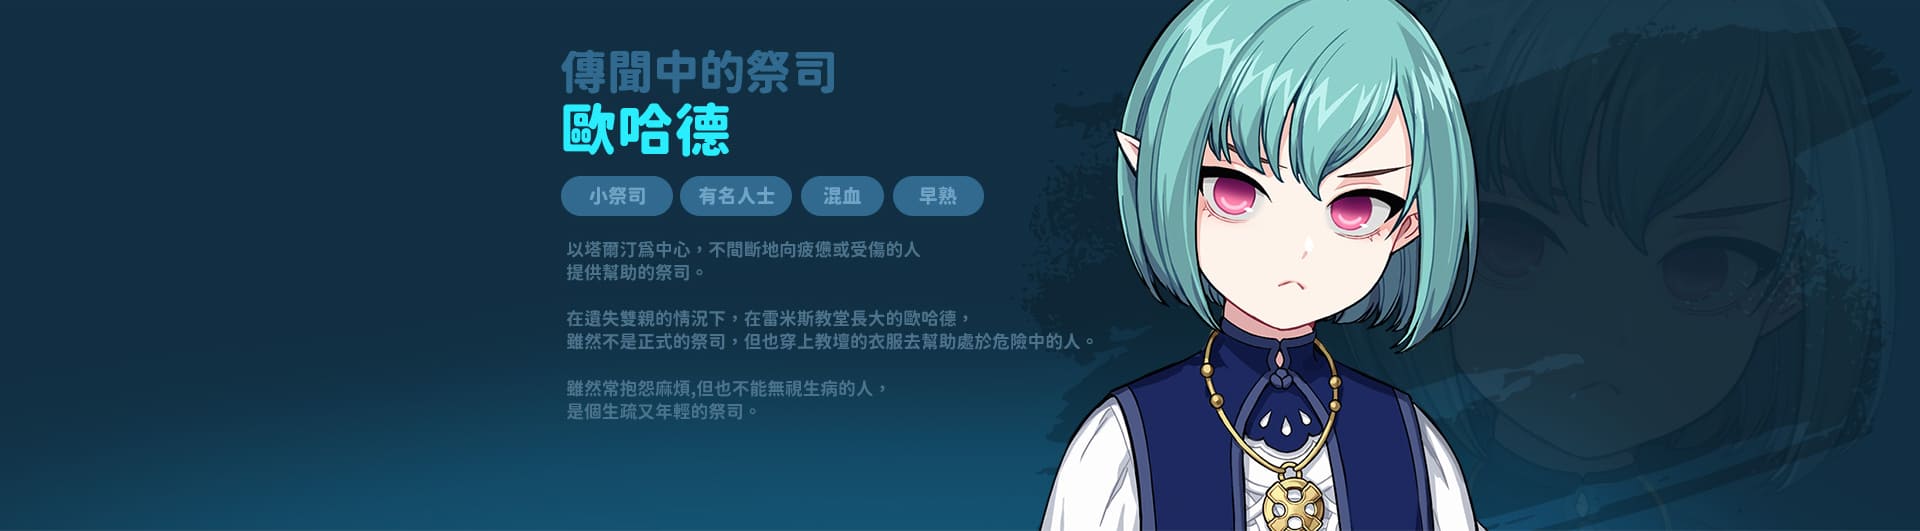 傳聞中的祭司
歐哈德
小祭司 有名人士 混血 早熟
以塔爾汀爲中心，不間斷地向疲憊或受傷的人
提供幫助的祭司。
在遺失雙親的情況下，在雷米斯教堂長大的歐哈德，
雖然不是正式的祭司，但也穿上教壇的衣服去幫助處於危險中的人。
雖然常抱怨麻煩,但也不能無視生病的人，
是個生疏又年輕的祭司。